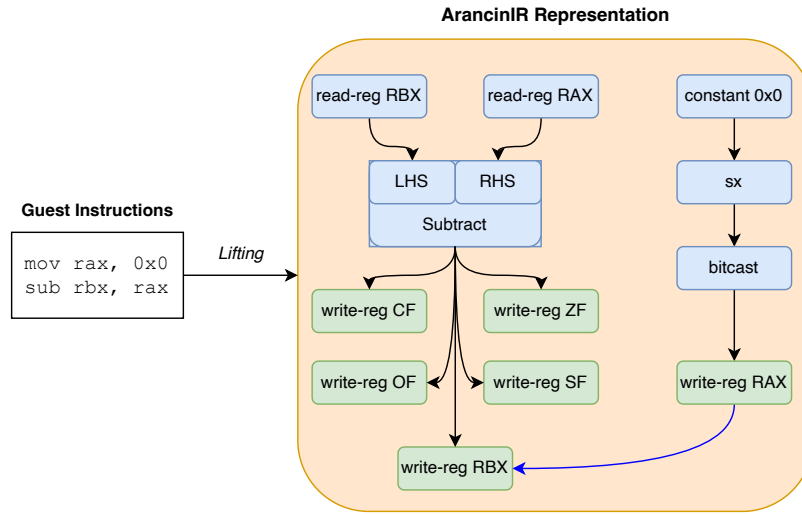 ArancinIR Representation
read-reg RBX
read-reg RAX
constant 0x0
LHS
RHS
sx
Subtract
Guest Instructions
mov rax, 0x0
sub rbx, rax
Lifting
bitcast
write-reg CF
write-reg ZF
write-reg OF
write-reg SF
write-reg RAX
write-reg RBX